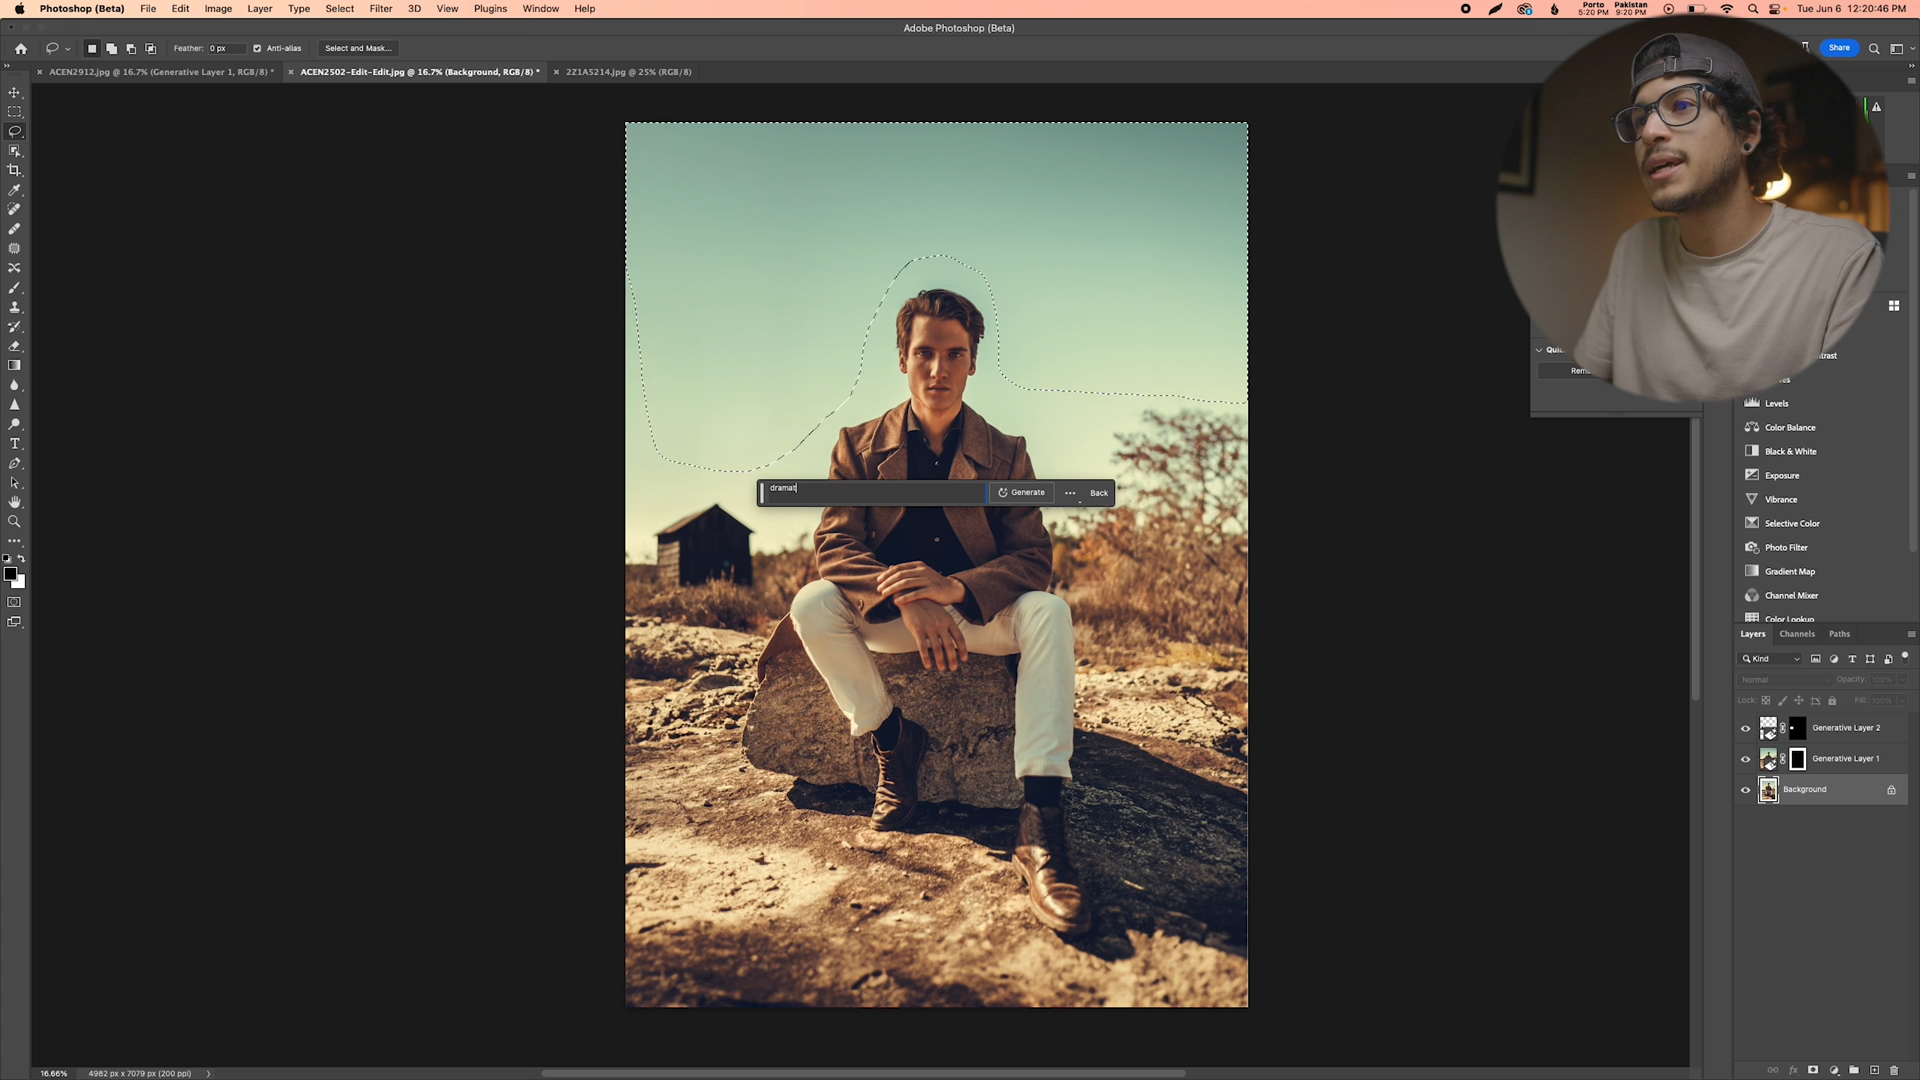 Photoshop (Beta) File Edit Image Layer Type Select Filter 3D View Plugins Window Help
Porto 5:20 PM
Pakistan 9:20 PM
Tue Jun 6 12:20:46 PM
Adobe Photoshop (Beta)
Feather: 0 px Anti-alias Select and Mask... Share
ACEN2912.jpg @ 16.7% (Generative Layer 1, RGB/8) *
ACEN2502-Edit-Edit.jpg @ 16.7% (Background, RGB/8) *
2Z1A5214.jpg @ 25% (RGB/8)
dramat
Generate
Back
Levels
Color Balance
Black & White
Exposure
Vibrance
Selective Color
Photo Filter
Gradient Map
Channel Mixer
Color Lookup
Layers Channels Paths
Kind
Normal Opacity: 100%
Lock: Fill: 100%
Generative Layer 2
Generative Layer 1
Background
16.66% 4982 px x 7079 px (200 ppi)